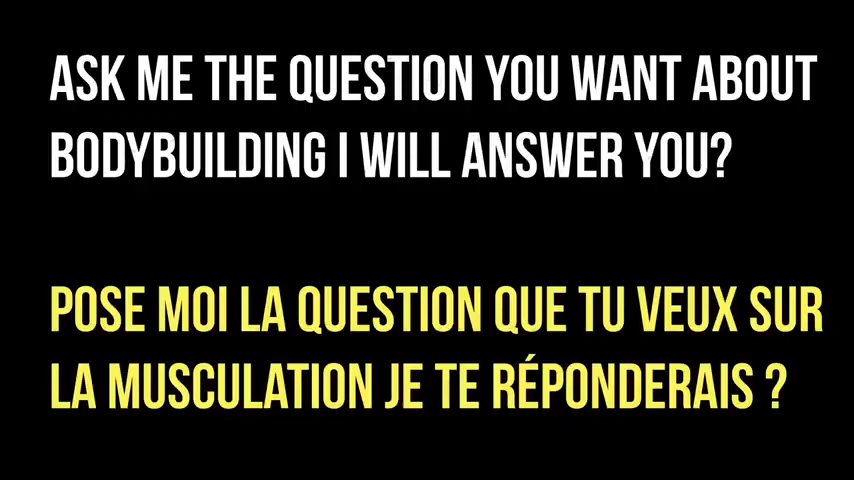 ASK ME THE QUESTION YOU WANT ABOUT
BODYBUILDING I WILL ANSWER YOU?
POSE MOI LA QUESTION QUE TU VEUX SUR
LA MUSCULATION JE TE RÉPONDERAIS ?